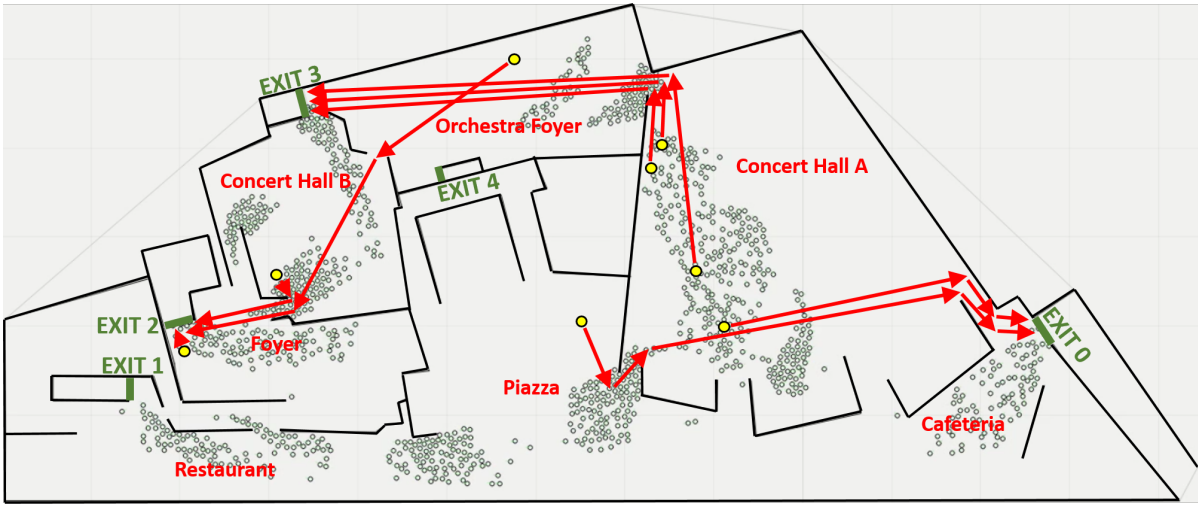 EXIT 3
Orchestra Foyer
Concert Hall A
Concert Hall B
EXIT 4
EXIT 2
Foyer
EXIT 0
EXIT 1
Piazza
Cafeteria
Restaurant